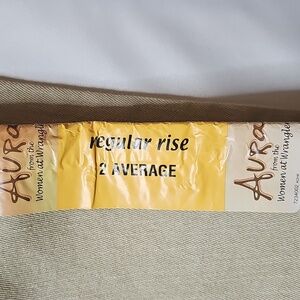 AURA
from the
Women at Wrangler
regular rise
2 AVERAGE
AURA
from the
Women at Wrangler